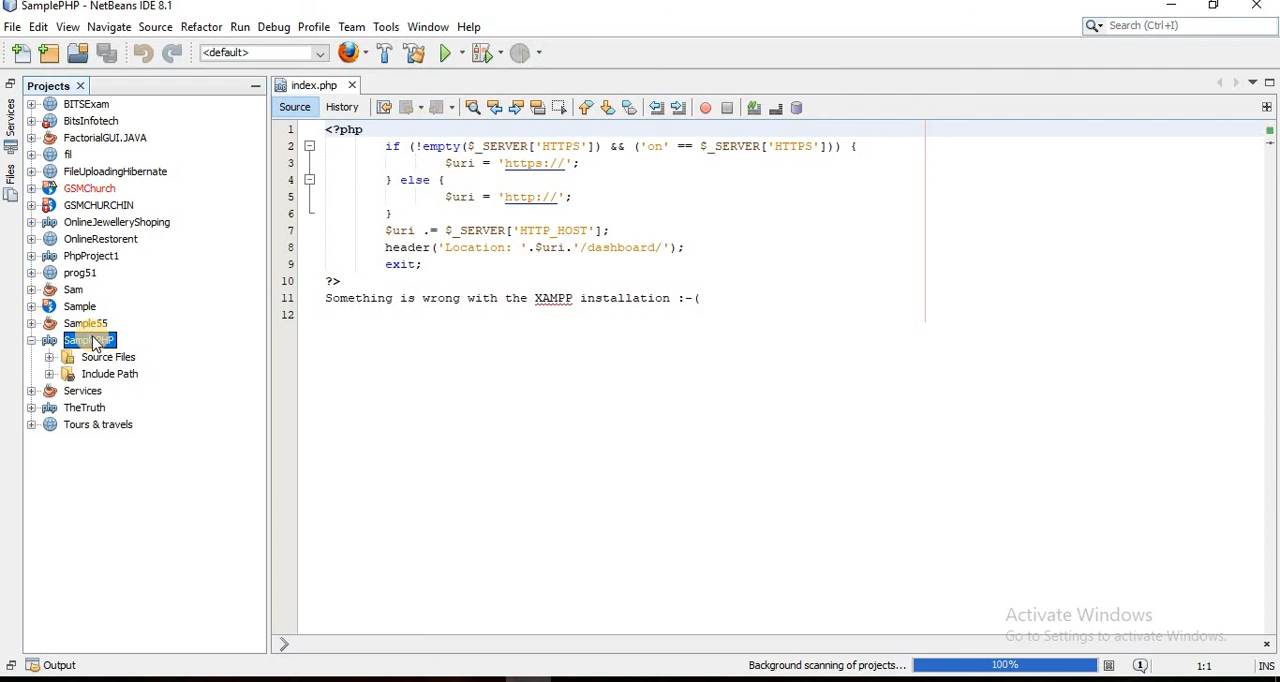 SamplePHP - NetBeans IDE 8.1
File Edit View Navigate Source Refactor Run Debug Profile Team Tools Window Help
Search (Ctrl+I)
<default>
Services
Files
Projects
BITSExam
BitsInfotech
FactorialGUI.JAVA
fil
FileUploadingHibernate
GSMChurch
GSMCHURCHIN
OnlineJewelleryShoping
OnlineRestorent
PhpProject1
prog51
Sam
Sample
Sample55
SamplePHP
Source Files
Include Path
Services
TheTruth
Tours & travels
index.php
Source History
1 <?php
2 if (!empty($_SERVER['HTTPS']) && ('on' == $_SERVER['HTTPS'])) {
3 $uri = 'https://';
4 } else {
5 $uri = 'http://';
6 }
7 $uri .= $_SERVER['HTTP_HOST'];
8 header('Location: '.$uri.'/dashboard/');
9 exit;
10 ?>
11 Something is wrong with the XAMPP installation :-(
12
Activate Windows
Go to Settings to activate Windows.
Output
Background scanning of projects... 100% 1 1:1 INS